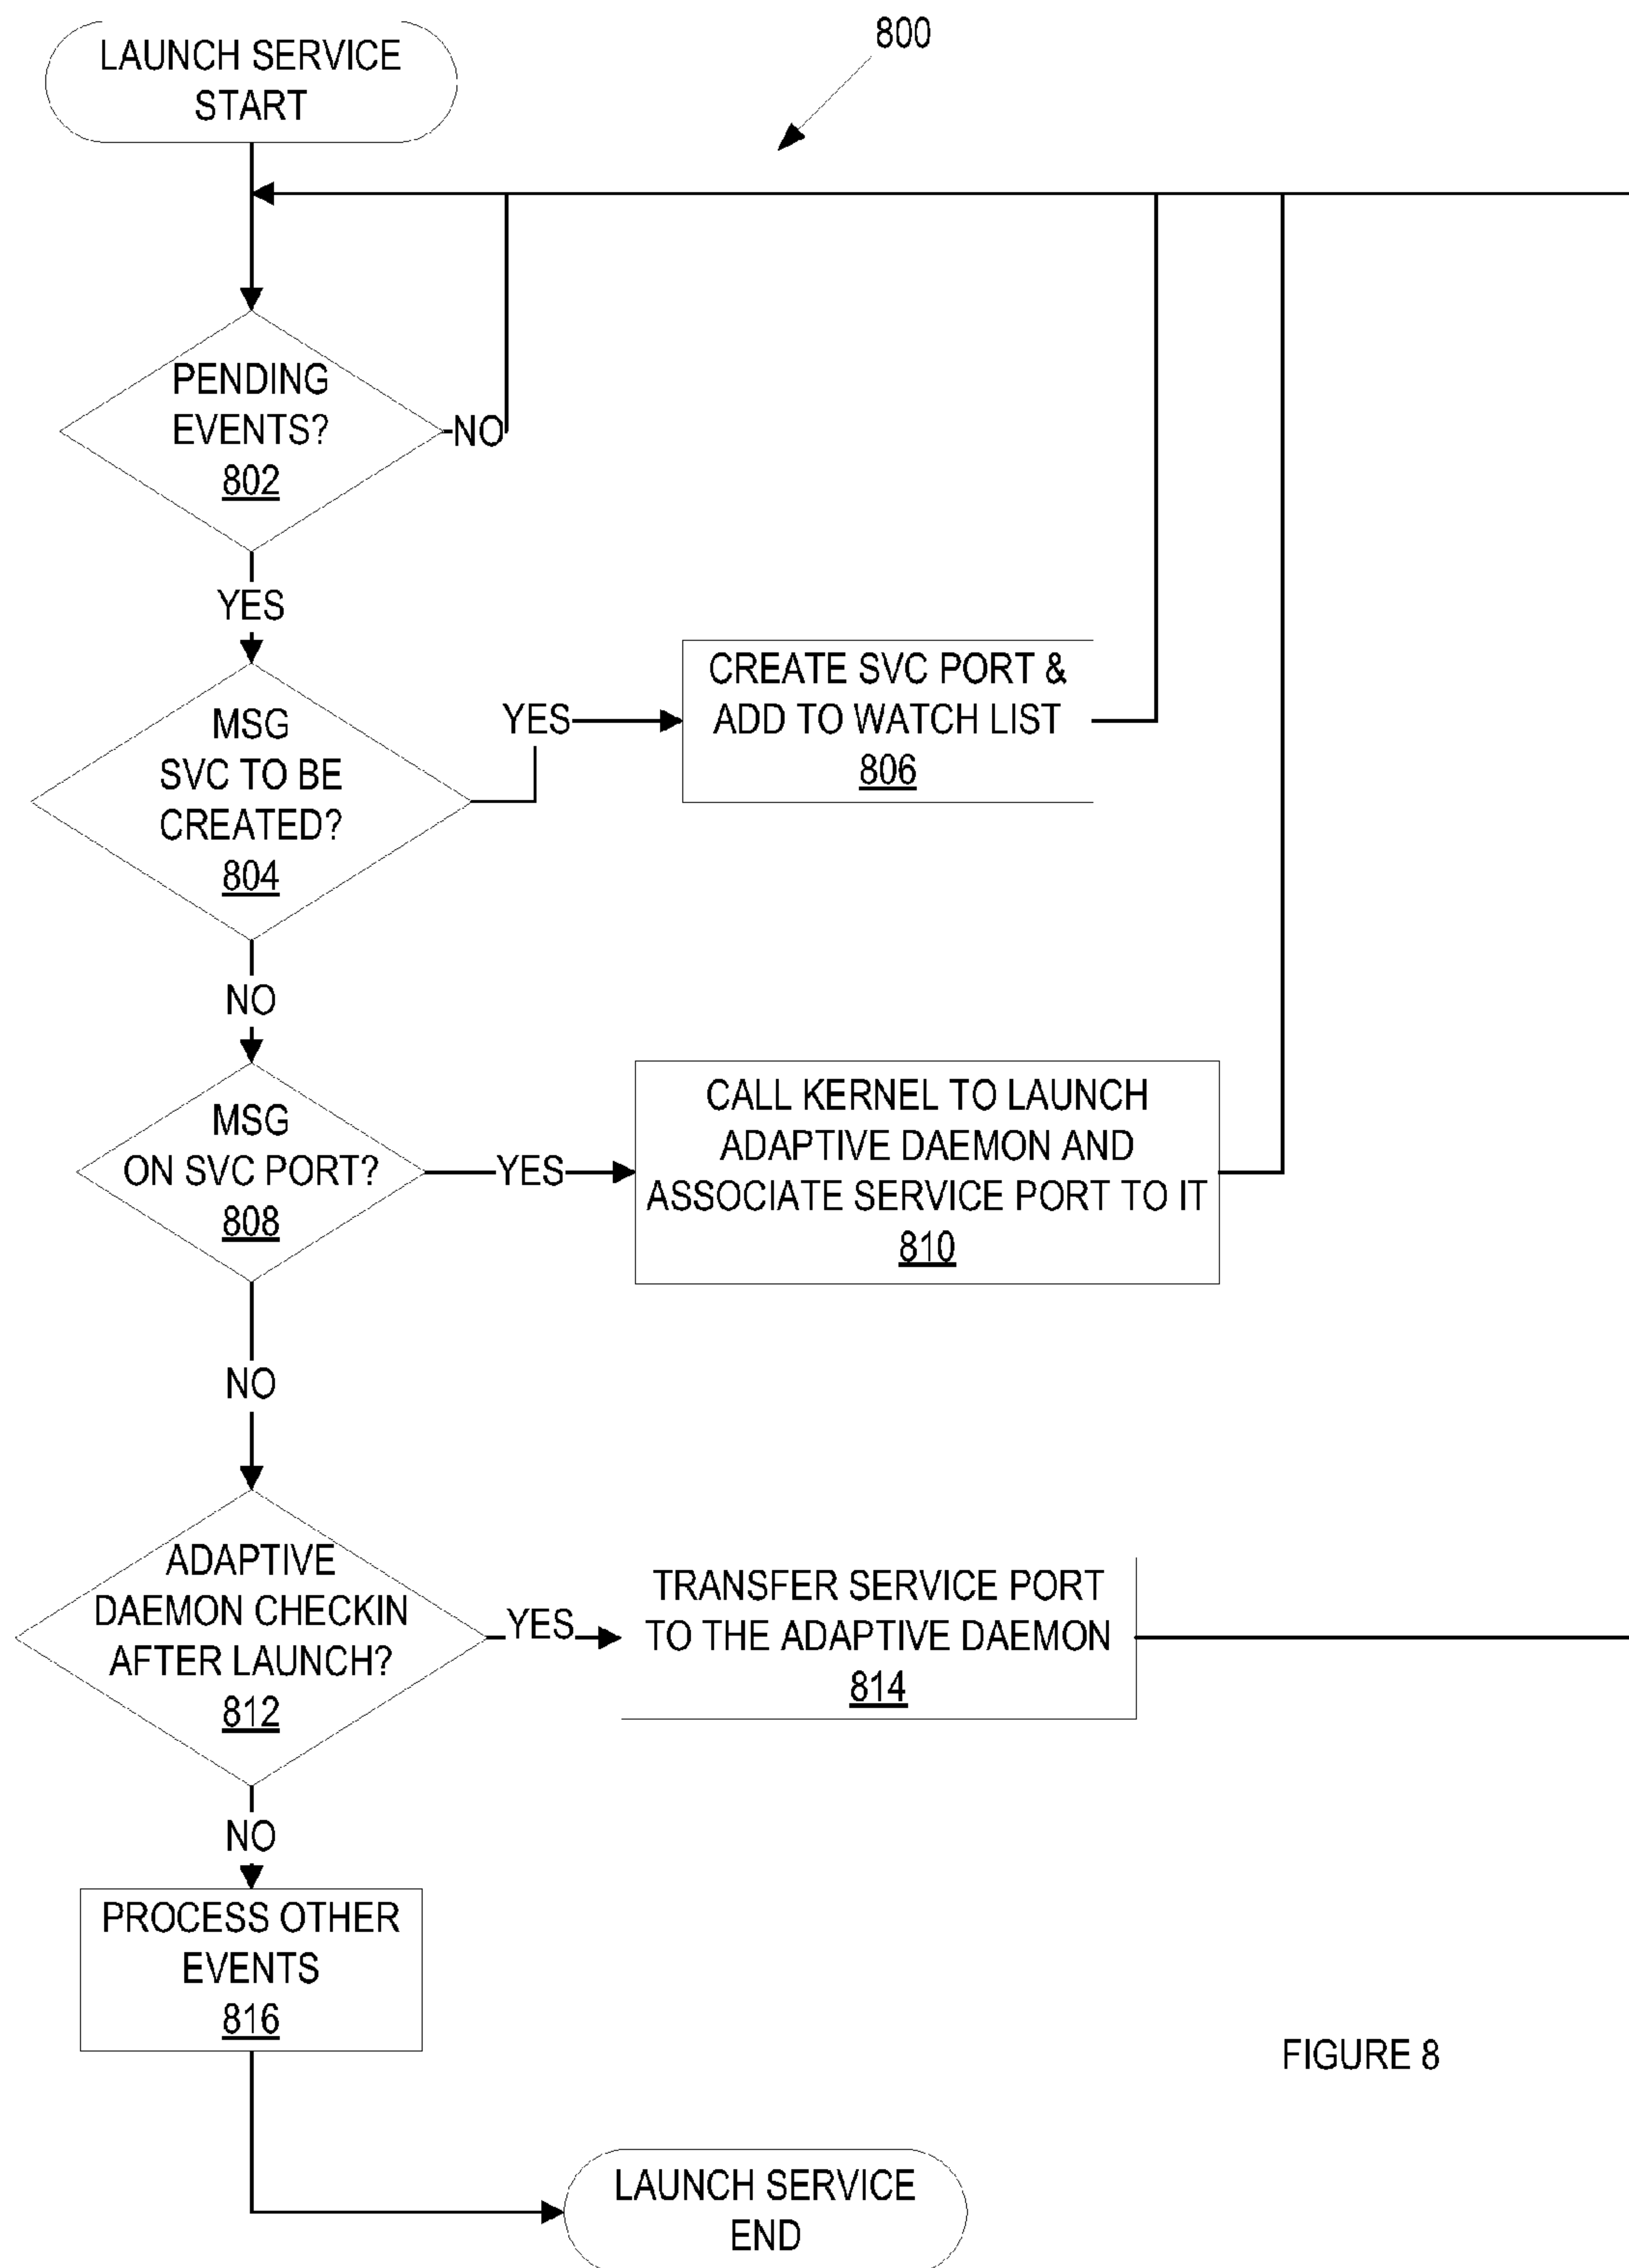 LAUNCH SERVICE
START
800
PENDING
EVENTS?
802
NO
YES
MSG
SVC TO BE
CREATED?
804
YES
CREATE SVC PORT &
ADD TO WATCH LIST
806
NO
MSG
ON SVC PORT?
808
YES
CALL KERNEL TO LAUNCH
ADAPTIVE DAEMON AND
ASSOCIATE SERVICE PORT TO IT
810
NO
ADAPTIVE
DAEMON CHECKIN
AFTER LAUNCH?
812
YES
TRANSFER SERVICE PORT
TO THE ADAPTIVE DAEMON
814
NO
PROCESS OTHER
EVENTS
816
FIGURE 8
LAUNCH SERVICE
END